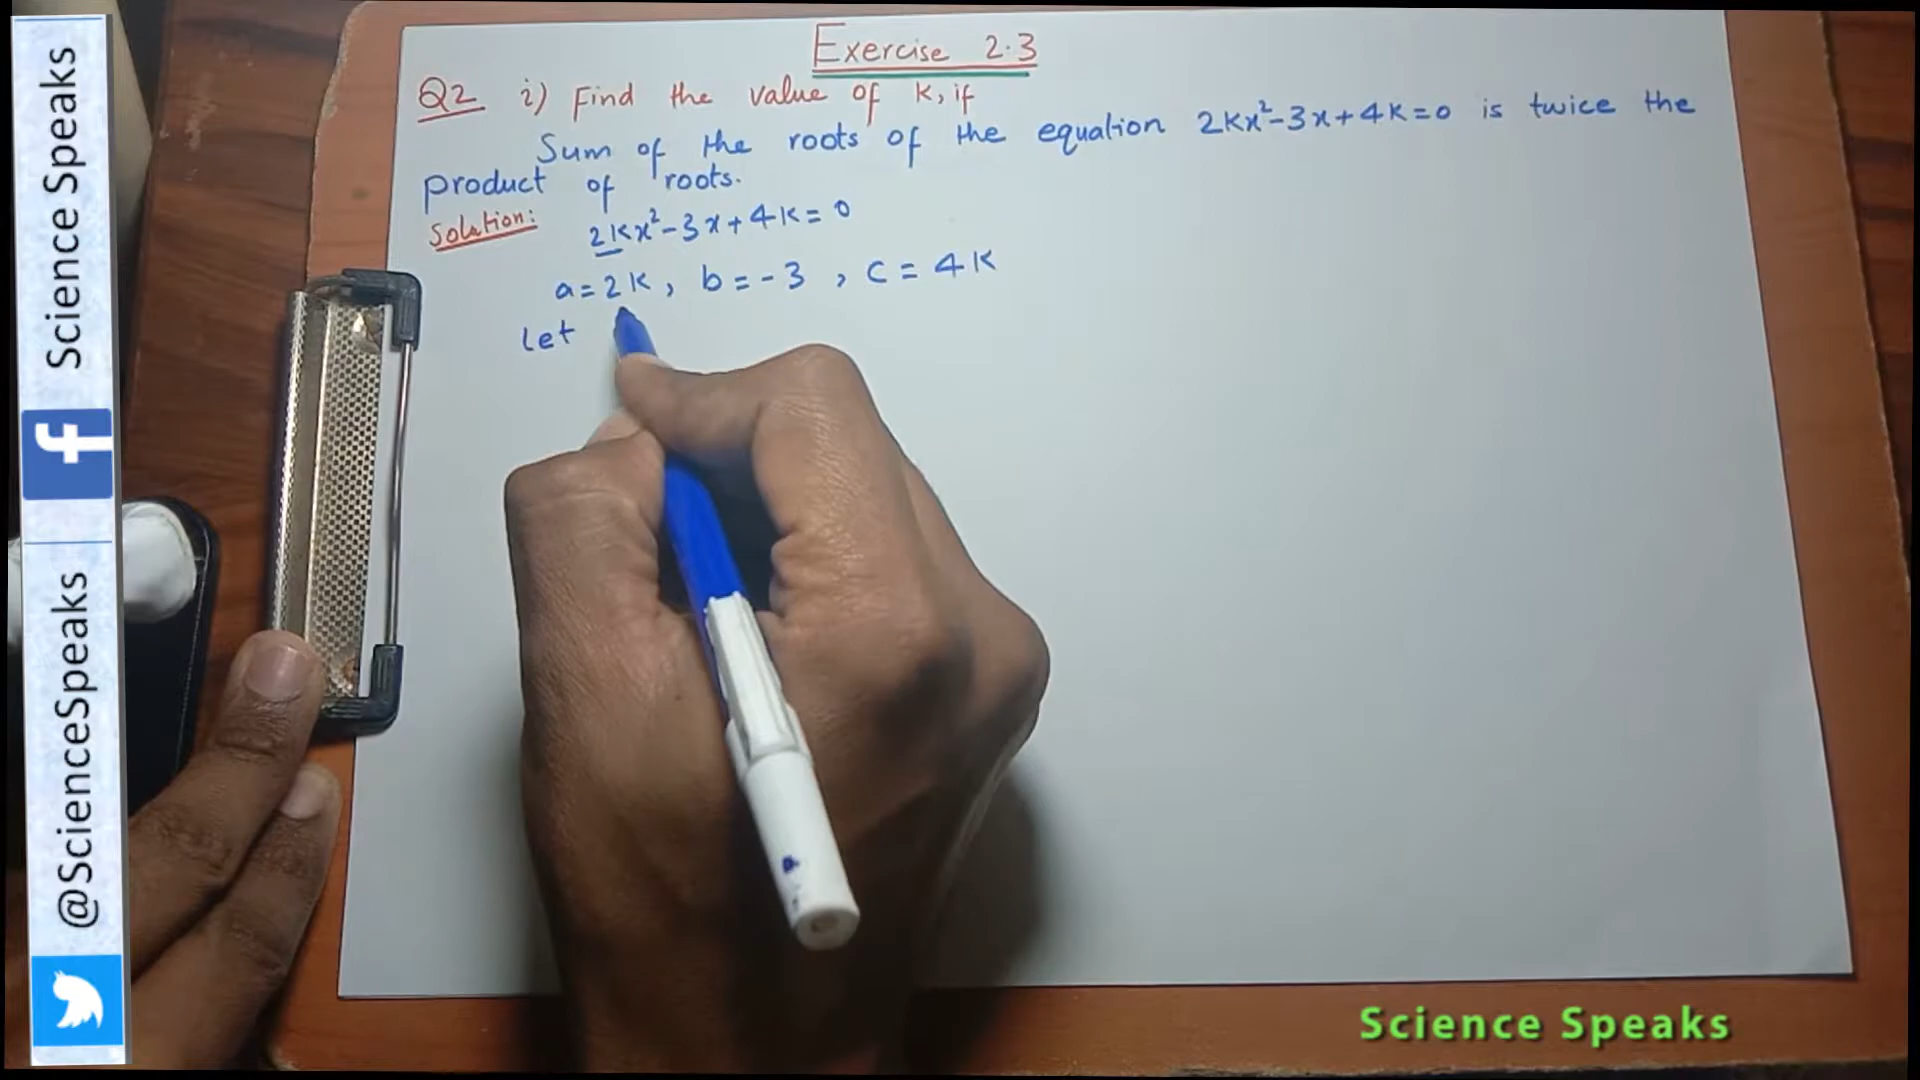 Exercise 2.3
Q2 i) Find the value of K, if
Sum of the roots of the equation 2Kx²-3x+4K=0 is twice the
product of roots.
Solution: 2Kx²-3x+4K=0
a=2K, b=-3, c=4K
Let
Science Speaks
@ScienceSpeaks
Science Speaks